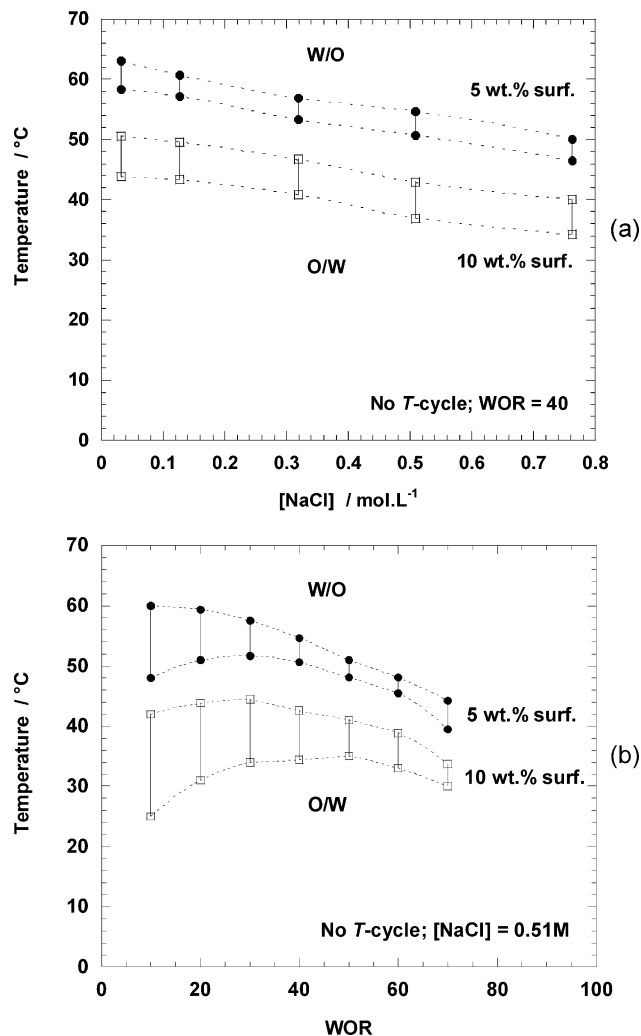 70
60
50
40
30
20
10
0
Temperature / °C
W/O
5 wt.% surf.
10 wt.% surf.
O/W
No T-cycle; WOR = 40
(a)
0 0.1 0.2 0.3 0.4 0.5 0.6 0.7 0.8
[NaCl] / mol.L-1
70
60
50
40
30
20
10
0
Temperature / °C
W/O
5 wt.% surf.
10 wt.% surf.
O/W
No T-cycle; [NaCl] = 0.51M
(b)
0 20 40 60 80 100
WOR